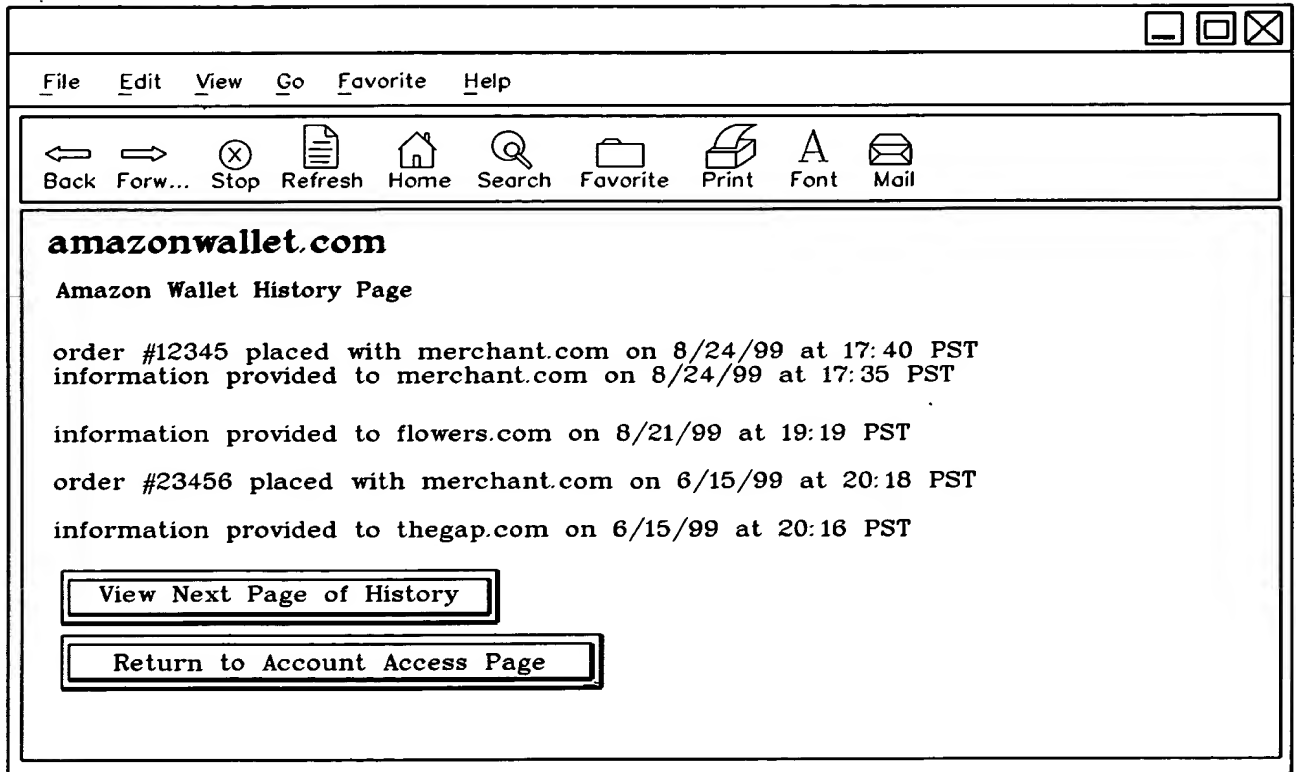 File Edit View Go Favorite Help
Back Forw... Stop Refresh Home Search Favorite Print Font Mail
amazonwallet.com
Amazon Wallet History Page
order #12345 placed with merchant.com on 8/24/99 at 17:40 PST
information provided to merchant.com on 8/24/99 at 17:35 PST
information provided to flowers.com on 8/21/99 at 19:19 PST
order #23456 placed with merchant.com on 6/15/99 at 20:18 PST
information provided to thegap.com on 6/15/99 at 20:16 PST
View Next Page of History
Return to Account Access Page